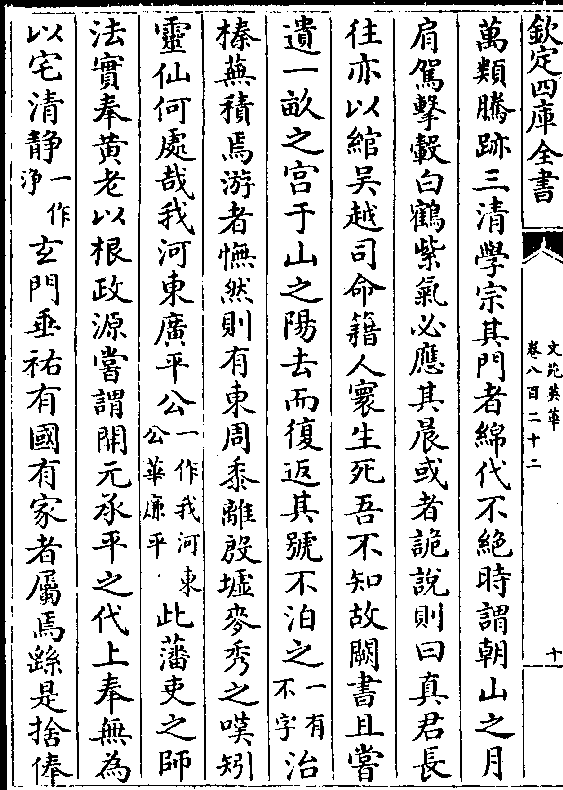 欽定四庫全書
文苑英華
卷八百二十二
十
萬類騰跡三清學宗其門者綿代不絶時謂朝山之月
肩駕擊轂白鶴紫氣必應其晨或者詭說則曰真君長
往亦以綰吳越司命籍人寰生死吾不知故闕書且嘗
遺一畝之宮于山之陽去而復返其號不泊之一有不字治
榛蕪積焉游者憮然則有東周黍離殷墟麥秀之嘆矧
靈仙何處哉我河東廣平公一作我河東公華廉平此藩吏之師
法實奉黄老以根政源嘗謂開元承平之代上奉無為
以宅清静一作浄玄門垂祐有國有家者屬焉繇是捨俸